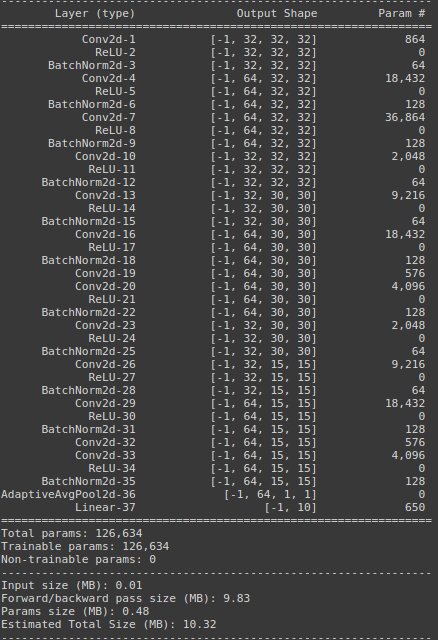 ----------------------------------------------------------------
Layer (type) Output Shape Param #
================================================================
Conv2d-1 [-1, 32, 32, 32] 864
ReLU-2 [-1, 32, 32, 32] 0
BatchNorm2d-3 [-1, 32, 32, 32] 64
Conv2d-4 [-1, 64, 32, 32] 18,432
ReLU-5 [-1, 64, 32, 32] 0
BatchNorm2d-6 [-1, 64, 32, 32] 128
Conv2d-7 [-1, 64, 32, 32] 36,864
ReLU-8 [-1, 64, 32, 32] 0
BatchNorm2d-9 [-1, 64, 32, 32] 128
Conv2d-10 [-1, 32, 32, 32] 2,048
ReLU-11 [-1, 32, 32, 32] 0
BatchNorm2d-12 [-1, 32, 32, 32] 64
Conv2d-13 [-1, 32, 30, 30] 9,216
ReLU-14 [-1, 32, 30, 30] 0
BatchNorm2d-15 [-1, 32, 30, 30] 64
Conv2d-16 [-1, 64, 30, 30] 18,432
ReLU-17 [-1, 64, 30, 30] 0
BatchNorm2d-18 [-1, 64, 30, 30] 128
Conv2d-19 [-1, 64, 30, 30] 576
Conv2d-20 [-1, 64, 30, 30] 4,096
ReLU-21 [-1, 64, 30, 30] 0
BatchNorm2d-22 [-1, 64, 30, 30] 128
Conv2d-23 [-1, 32, 30, 30] 2,048
ReLU-24 [-1, 32, 30, 30] 0
BatchNorm2d-25 [-1, 32, 30, 30] 64
Conv2d-26 [-1, 32, 15, 15] 9,216
ReLU-27 [-1, 32, 15, 15] 0
BatchNorm2d-28 [-1, 32, 15, 15] 64
Conv2d-29 [-1, 64, 15, 15] 18,432
ReLU-30 [-1, 64, 15, 15] 0
BatchNorm2d-31 [-1, 64, 15, 15] 128
Conv2d-32 [-1, 64, 15, 15] 576
Conv2d-33 [-1, 64, 15, 15] 4,096
ReLU-34 [-1, 64, 15, 15] 0
BatchNorm2d-35 [-1, 64, 15, 15] 128
AdaptiveAvgPool2d-36 [-1, 64, 1, 1] 0
Linear-37 [-1, 10] 650
================================================================
Total params: 126,634
Trainable params: 126,634
Non-trainable params: 0
----------------------------------------------------------------
Input size (MB): 0.01
Forward/backward pass size (MB): 9.83
Params size (MB): 0.48
Estimated Total Size (MB): 10.32
----------------------------------------------------------------